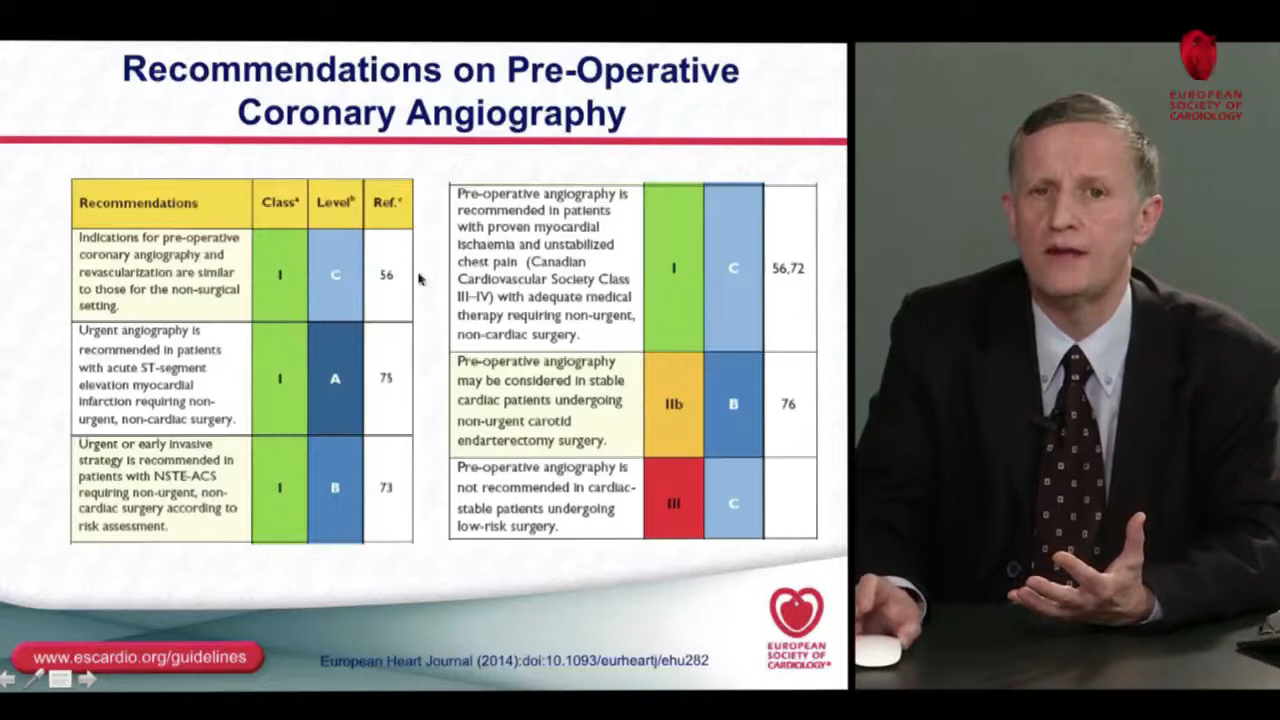 Recommendations on Pre-Operative
Coronary Angiography
Recommendations Classᵃ Levelᵇ Ref.ᶜ
Indications for pre-operative
coronary angiography and
revascularization are similar
to those for the non-surgical
setting.
I C 56
Urgent angiography is
recommended in patients
with acute ST-segment
elevation myocardial
infarction requiring non-
urgent, non-cardiac surgery.
I A 75
Urgent or early invasive
strategy is recommended in
patients with NSTE-ACS
requiring non-urgent, non-
cardiac surgery according to
risk assessment.
I B 73
Pre-operative angiography is
recommended in patients
with proven myocardial
ischaemia and unstabilized
chest pain (Canadian
Cardiovascular Society Class
III–IV) with adequate medical
therapy requiring non-urgent,
non-cardiac surgery.
I C 56,72
Pre-operative angiography
may be considered in stable
cardiac patients undergoing
non-urgent carotid
endarterectomy surgery.
IIb B 76
Pre-operative angiography is
not recommended in cardiac-
stable patients undergoing
low-risk surgery.
III C
www.escardio.org/guidelines
European Heart Journal (2014):doi:10.1093/eurheartj/ehu282
EUROPEAN
SOCIETY OF
CARDIOLOGY®
EUROPEAN
SOCIETY OF
CARDIOLOGY